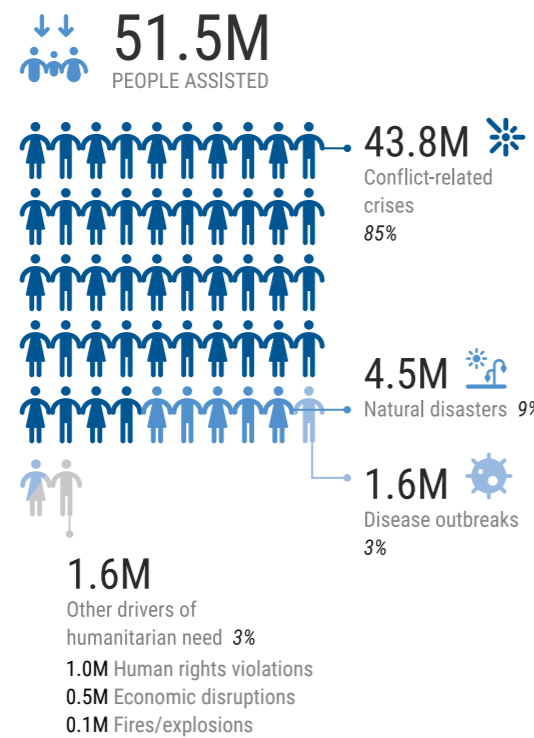 51.5M
PEOPLE ASSISTED
43.8M
Conflict-related
crises
85%
4.5M
Natural disasters 9%
1.6M
Disease outbreaks
3%
1.6M
Other drivers of
humanitarian need 3%
1.0M Human rights violations
0.5M Economic disruptions
0.1M Fires/explosions